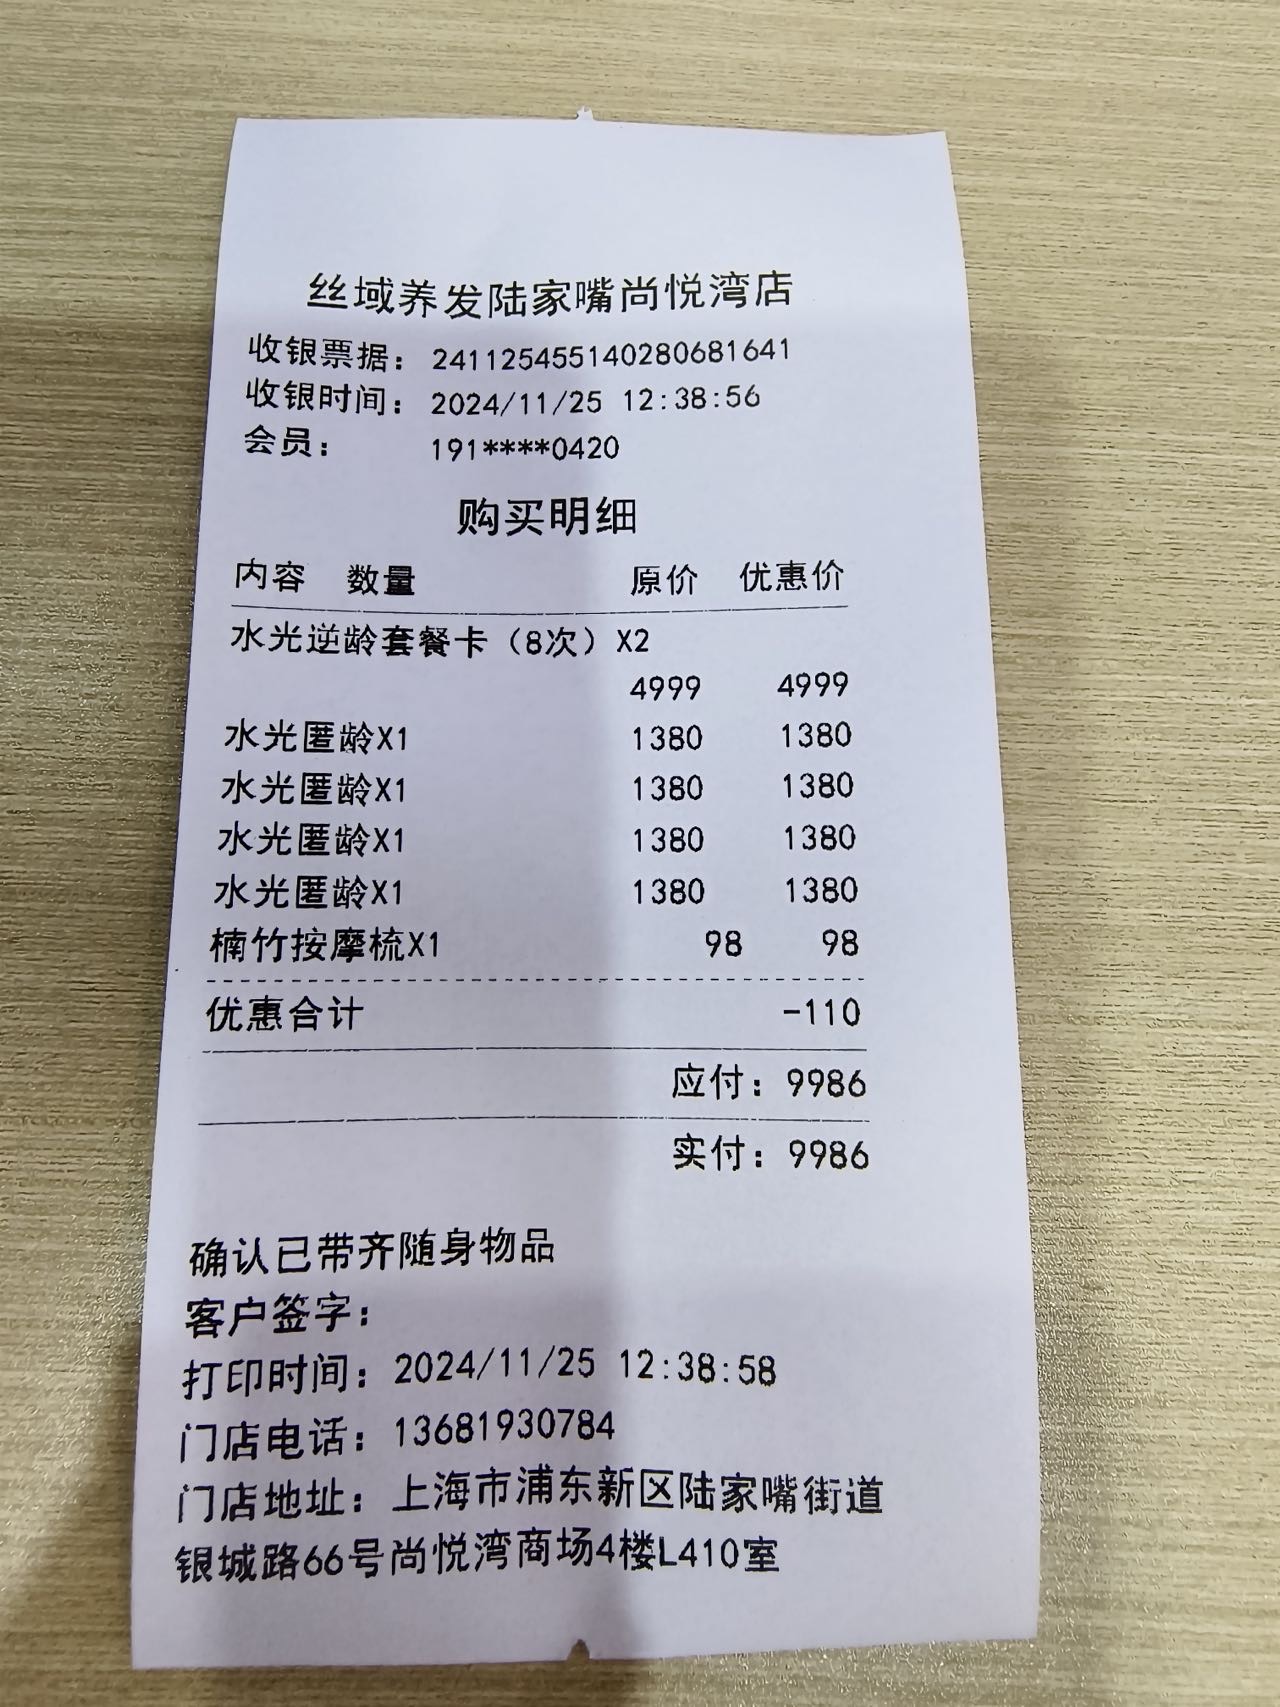 丝域养发陆家嘴尚悦湾店
收银票据： 241125455140280681641
收银时间： 2024/11/25 12:38:56
会员： 191****0420
购买明细
内容 数量 原价 优惠价
水光逆龄套餐卡（8次）X2
4999 4999
水光匿龄X1 1380 1380
水光匿龄X1 1380 1380
水光匿龄X1 1380 1380
水光匿龄X1 1380 1380
楠竹按摩梳X1 98 98
优惠合计 -110
应付：9986
实付：9986
确认已带齐随身物品
客户签字：
打印时间：2024/11/25 12:38:58
门店电话：13681930784
门店地址：上海市浦东新区陆家嘴街道
银城路66号尚悦湾商场4楼L410室